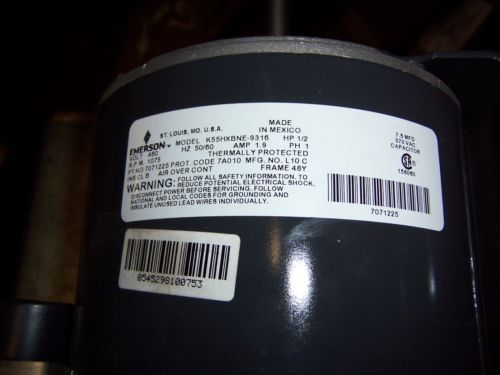 MADE
IN MEXICO
EMERSON™ ST. LOUIS, MO. U.S.A.
MODEL K55HXBNE-9316 HP 1/2
VOLT 460 HZ 50/60 AMP 1.9 PH 1
R.P.M. 1075 THERMALLY PROTECTED
PT NO 7071225 PROT. CODE 7A010 MFG. NO. L10 C
INS CL B AIR OVER CONT FRAME 48Y
WARNING: FOLLOW ALL SAFETY INFORMATION. TO
REDUCE POTENTIAL ELECTRICAL SHOCK,
DISCONNECT POWER BEFORE SERVICING. FOLLOW
NATIONAL AND LOCAL CODES FOR GROUNDING AND
INSULATE UNUSED LEAD WIRES INDIVIDUALLY.
7.5 MFD
370 VAC
CAPACITOR
154060
7071225
0545298100753